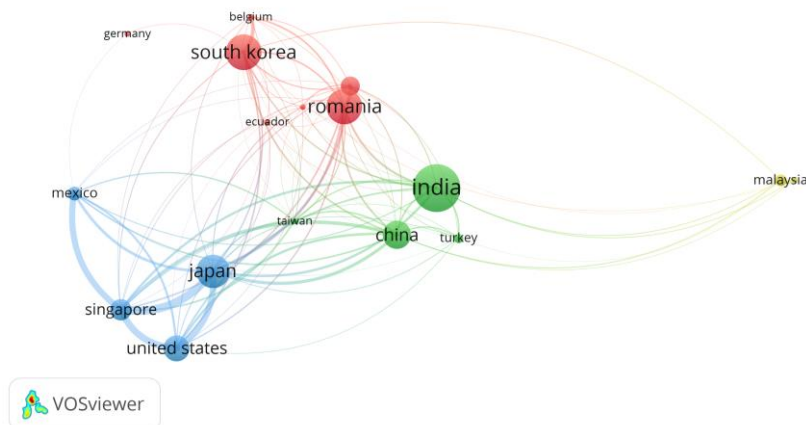 belgium
germany
south korea
romania
ecuador
mexico
india
malaysia
taiwan
china
turkey
japan
singapore
united states
VOSviewer